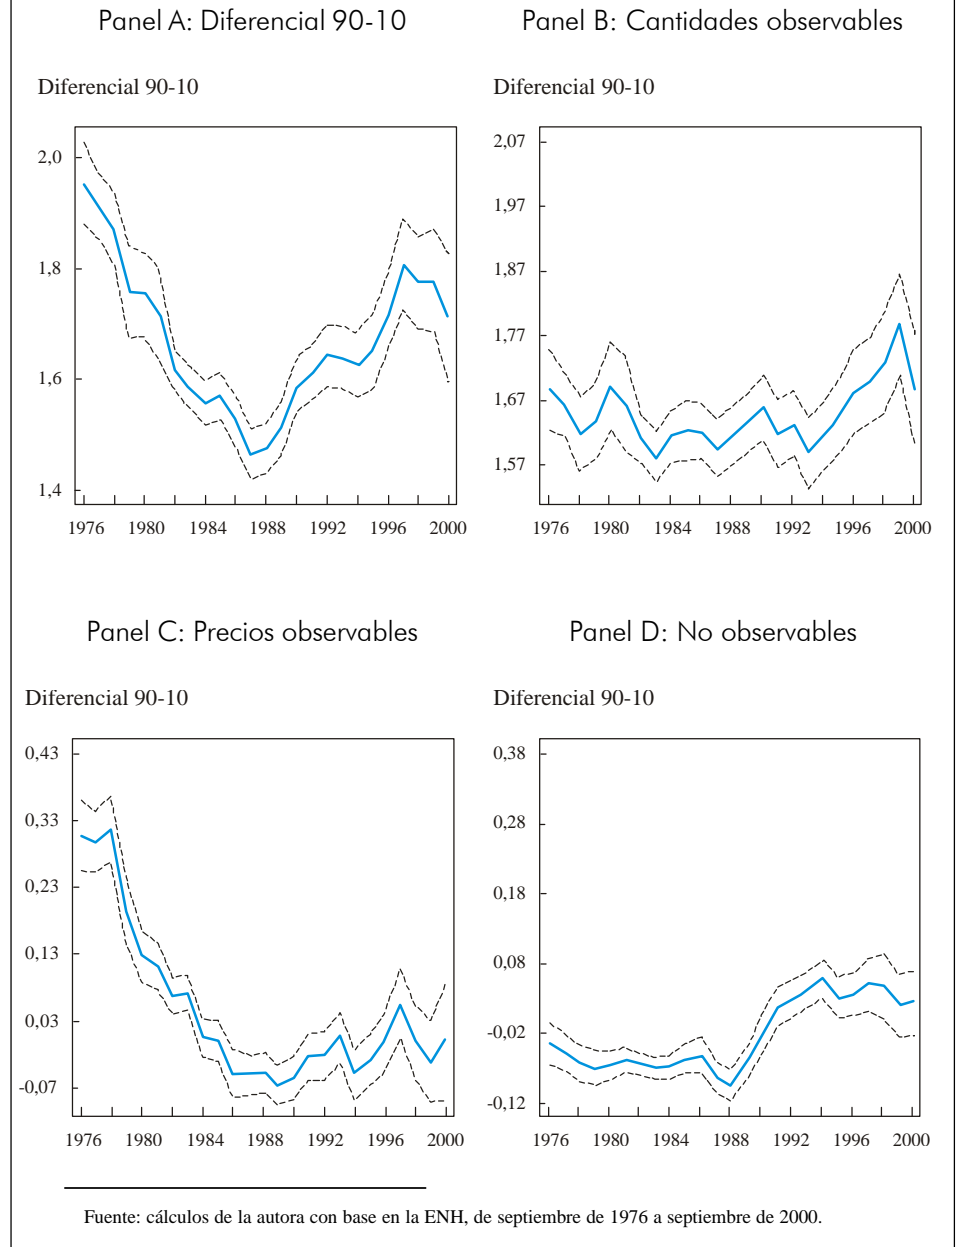 Panel A: Diferencial 90-10
Diferencial 90-10
2,0
1,8
1,6
1,4
1976 1980 1984 1988 1992 1996 2000
Panel B: Cantidades observables
Diferencial 90-10
2,07
1,97
1,87
1,77
1,67
1,57
1976 1980 1984 1988 1992 1996 2000
Panel C: Precios observables
Diferencial 90-10
0,43
0,33
0,23
0,13
0,03
-0,07
1976 1980 1984 1988 1992 1996 2000
Panel D: No observables
Diferencial 90-10
0,38
0,28
0,18
0,08
-0,02
-0,12
1976 1980 1984 1988 1992 1996 2000
Fuente: cálculos de la autora con base en la ENH, de septiembre de 1976 a septiembre de 2000.